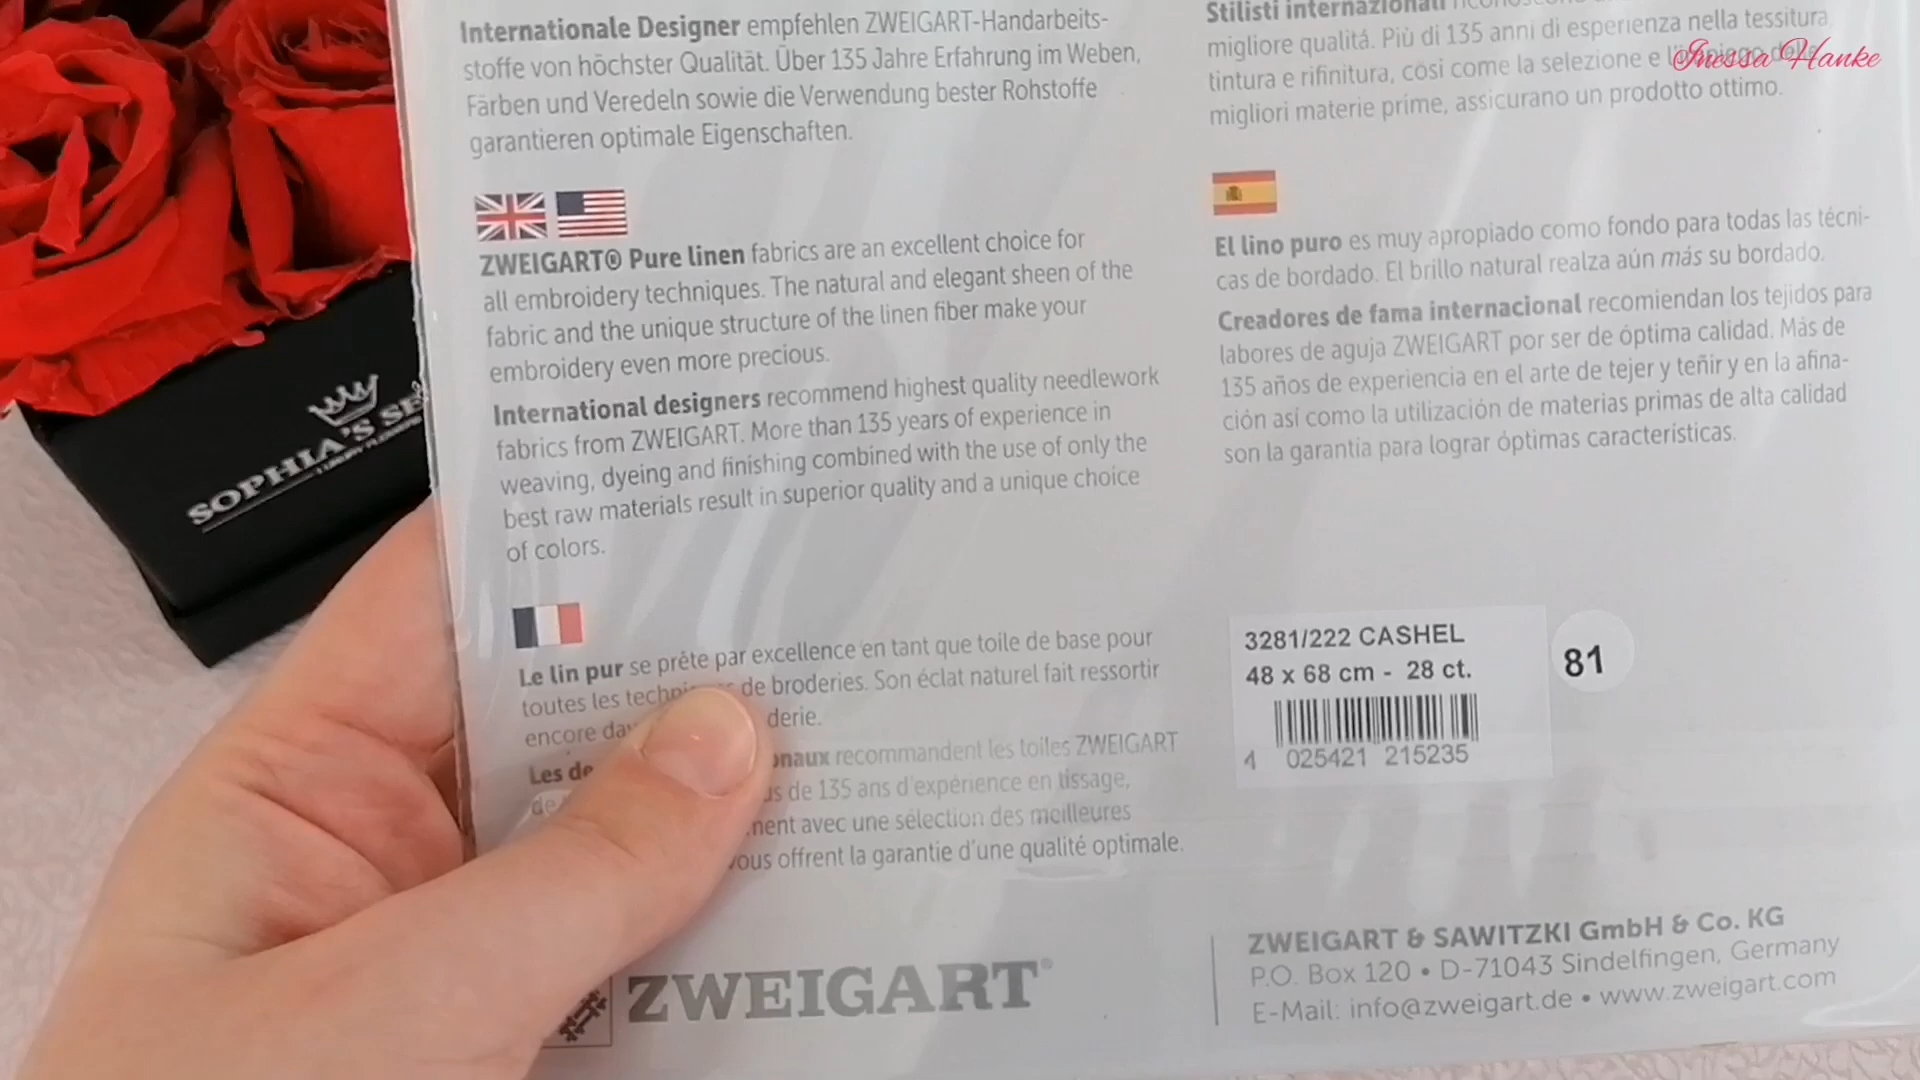 Internationale Designer empfehlen ZWEIGART-Handarbeits-
stoffe von höchster Qualität. Über 135 Jahre Erfahrung im Weben,
Färben und Veredeln sowie die Verwendung bester Rohstoffe
garantieren optimale Eigenschaften.
ZWEIGART® Pure linen fabrics are an excellent choice for
all embroidery techniques. The natural and elegant sheen of the
fabric and the unique structure of the linen fiber make your
embroidery even more precious.
International designers recommend highest quality needlework
fabrics from ZWEIGART. More than 135 years of experience in
weaving, dyeing and finishing combined with the use of only the
best raw materials result in superior quality and a unique choice
of colors.
Le lin pur se prête par excellence en tant que toile de base pour
toutes les de broderies. Son éclat naturel fait ressortir
encore
Les
recommandent les toiles ZWEIGART
de 135 ans d'expérience en tissage,
avec une sélection des meilleures
offrent la garantie d'une qualité optimale.
ZWEIGART®
Stilisti internazionali
migliore qualitá. Più di 135 anni di esperienza nella tessitura
tintura e rifinitura, cosi come la selezione e
migliori materie prime, assicurano un prodotto ottimo.
Inessa Hanke
El lino puro es muy apropiado como fondo para todas las técni-
cas de bordado. El brillo natural realza aún más su bordado.
Creadores de fama internacional recomiendan los tejidos para
labores de aguja ZWEIGART por ser de óptima calidad. Más de
135 años de experiencia en el arte de tejer y teñir y en la afina-
ción así como la utilización de materias primas de alta calidad
son la garantía para lograr óptimas características.
3281/222 CASHEL
48 x 68 cm - 28 ct.
81
4 025421 215235
ZWEIGART & SAWITZKI GmbH & Co. KG
P.O. Box 120 • D-71043 Sindelfingen, Germany
E-Mail: info@zweigart.de • www.zweigart.com
SOPHIA'S